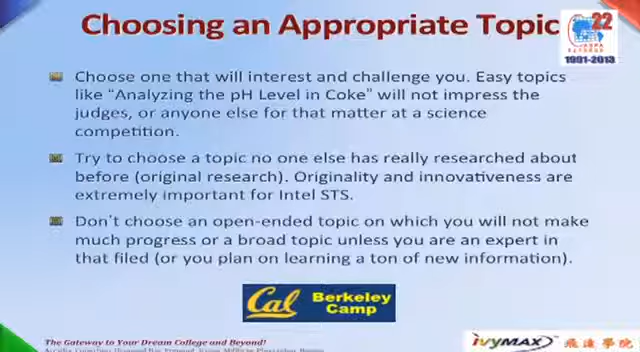 Choosing an Appropriate Topic
22
1991-2013
Choose one that will interest and challenge you. Easy topics
like “Analyzing the pH Level in Coke” will not impress the
judges, or anyone else for that matter at a science
competition.
Try to choose a topic no one else has really researched about
before (original research). Originality and innovativeness are
extremely important for Intel STS.
Don't choose an open-ended topic on which you will not make
much progress or a broad topic unless you are an expert in
that filed (or you plan on learning a ton of new information).
Cal Berkeley
Camp
The Gateway to Your Dream College and Beyond!
ivyMAX 飛達學院